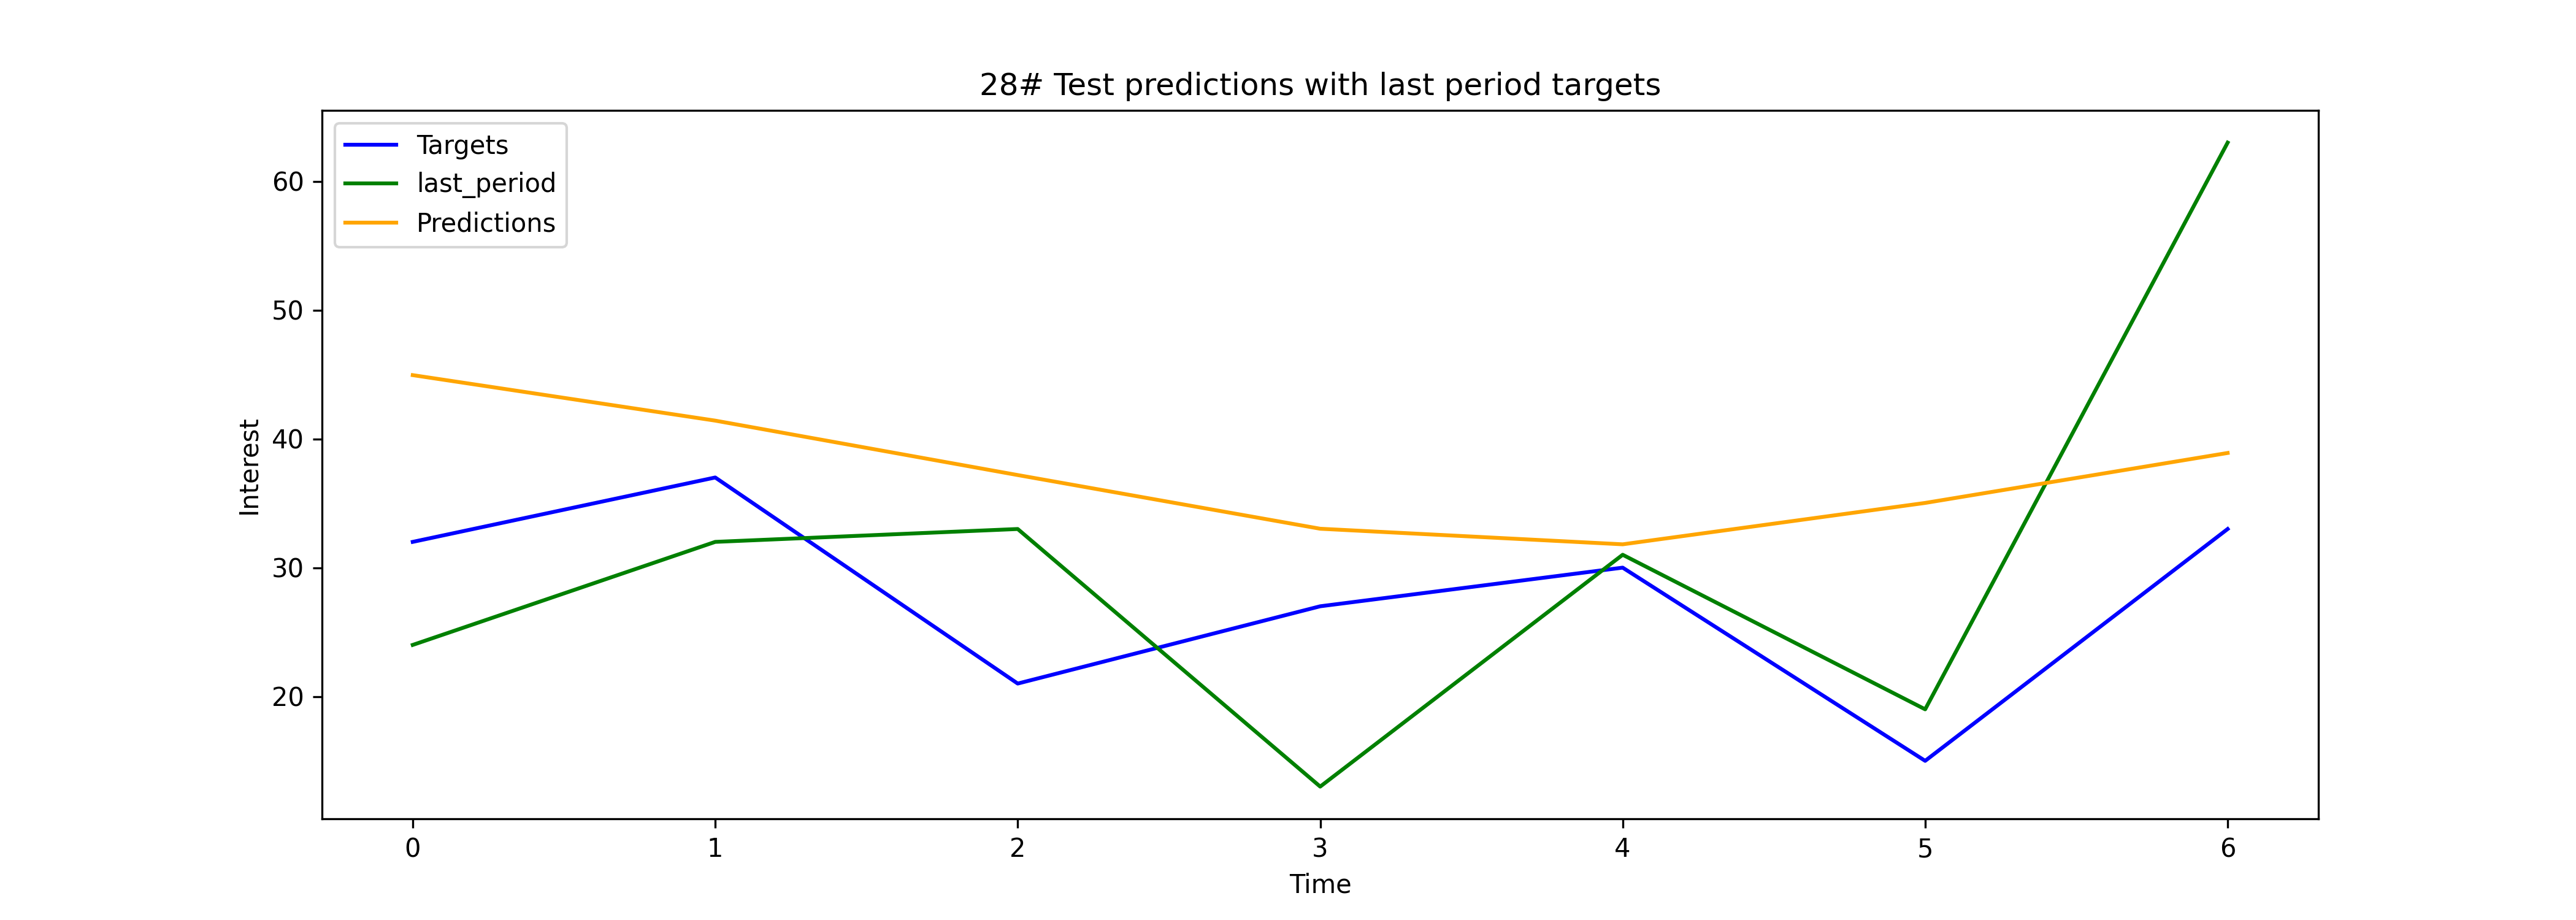 28# Test predictions with last period targets
Targets
last_period
Predictions
60
50
40
30
20
Interest
0 1 2 3 4 5 6
Time